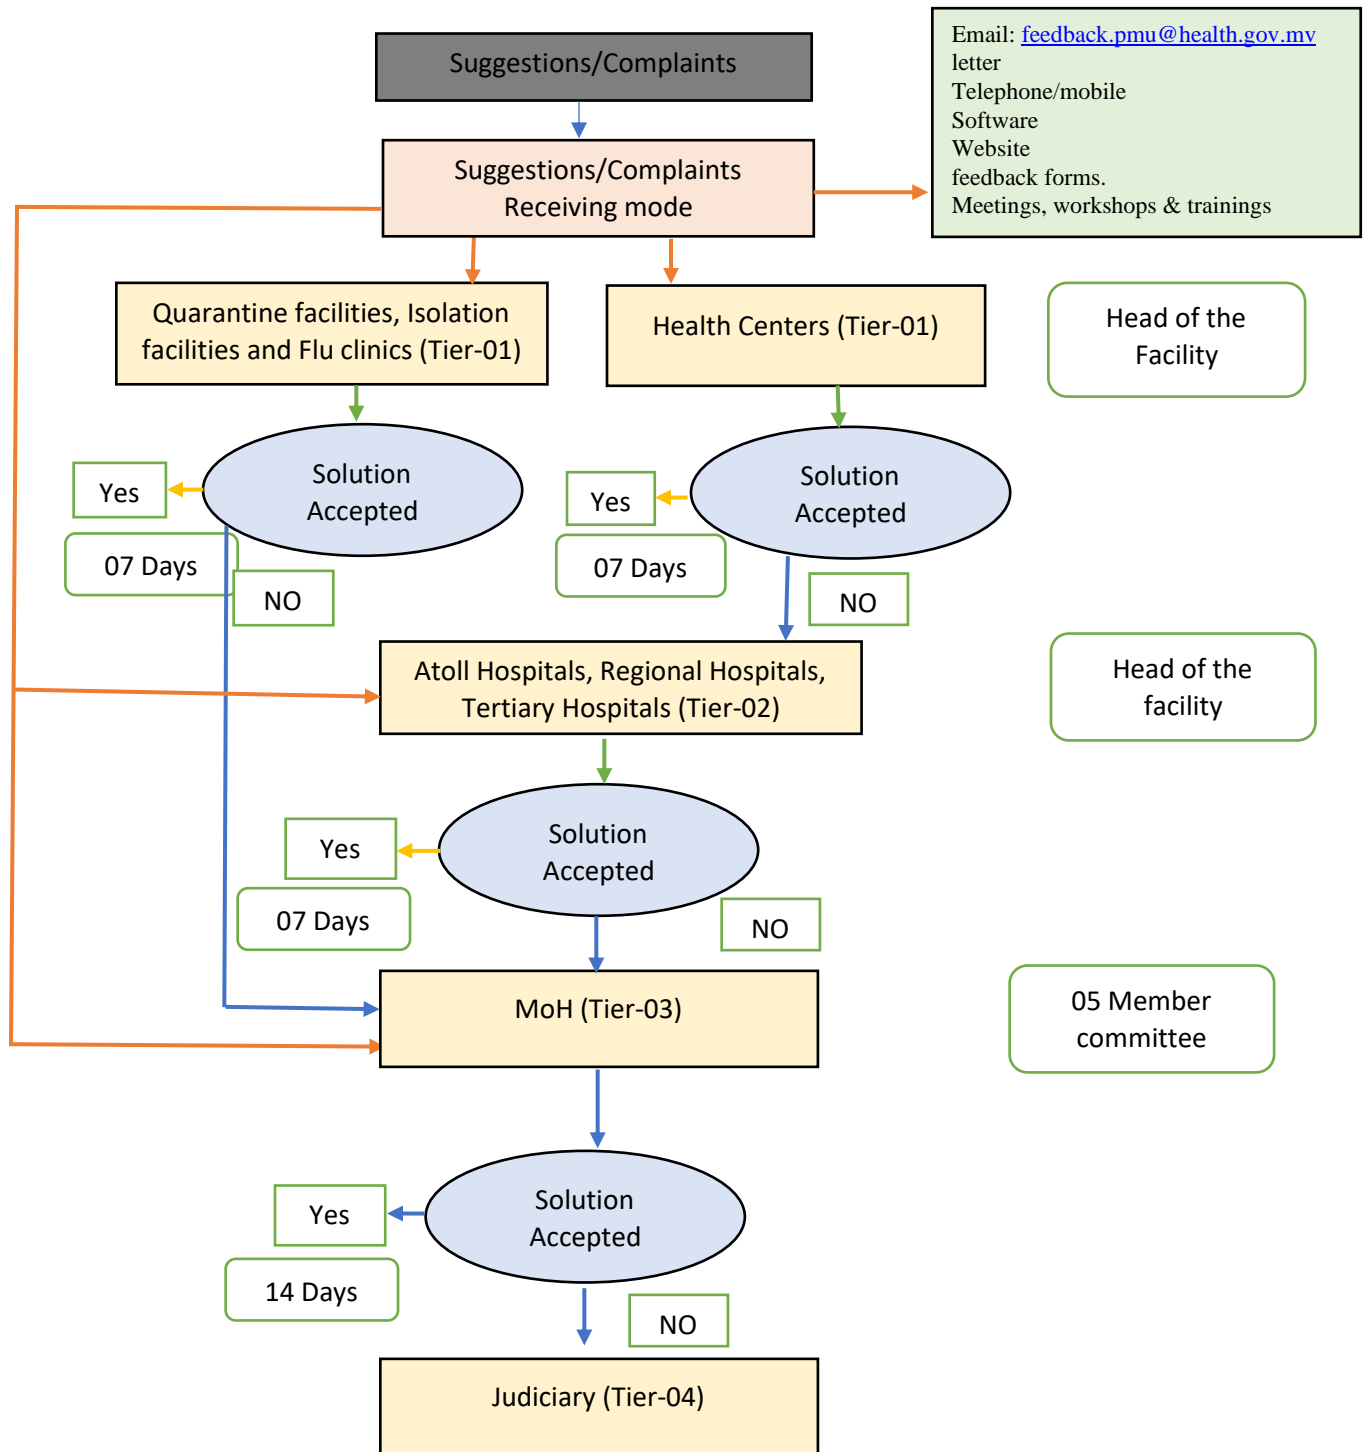 Suggestions/Complaints
Email: feedback.pmu@health.gov.mv
letter
Telephone/mobile
Software
Website
feedback forms.
Meetings, workshops & trainings
Suggestions/Complaints
Receiving mode
Quarantine facilities, Isolation
facilities and Flu clinics (Tier-01)
Health Centers (Tier-01)
Head of the
Facility
Solution
Accepted
Yes
07 Days
NO
Solution
Accepted
Yes
07 Days
NO
Atoll Hospitals, Regional Hospitals,
Tertiary Hospitals (Tier-02)
Head of the
facility
Solution
Accepted
Yes
07 Days
NO
MoH (Tier-03)
05 Member
committee
Solution
Accepted
Yes
14 Days
NO
Judiciary (Tier-04)